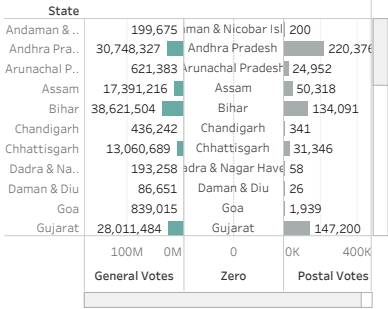 State
Andaman & .. 199,675 aman & Nicobar Isl 200
Andhra Pra.. 30,748,327 Andhra Pradesh 220,376
Arunachal P.. 621,383 Arunachal Pradesh 24,952
Assam 17,391,216 Assam 50,318
Bihar 38,621,504 Bihar 134,091
Chandigarh 436,242 Chandigarh 341
Chhattisgarh 13,060,689 Chhattisgarh 31,346
Dadra & Na.. 193,258 adra & Nagar Have 58
Daman & Diu 86,651 Daman & Diu 26
Goa 839,015 Goa 1,939
Gujarat 28,011,484 Gujarat 147,200
100M 0M 0 0K 400K
General Votes Zero Postal Votes